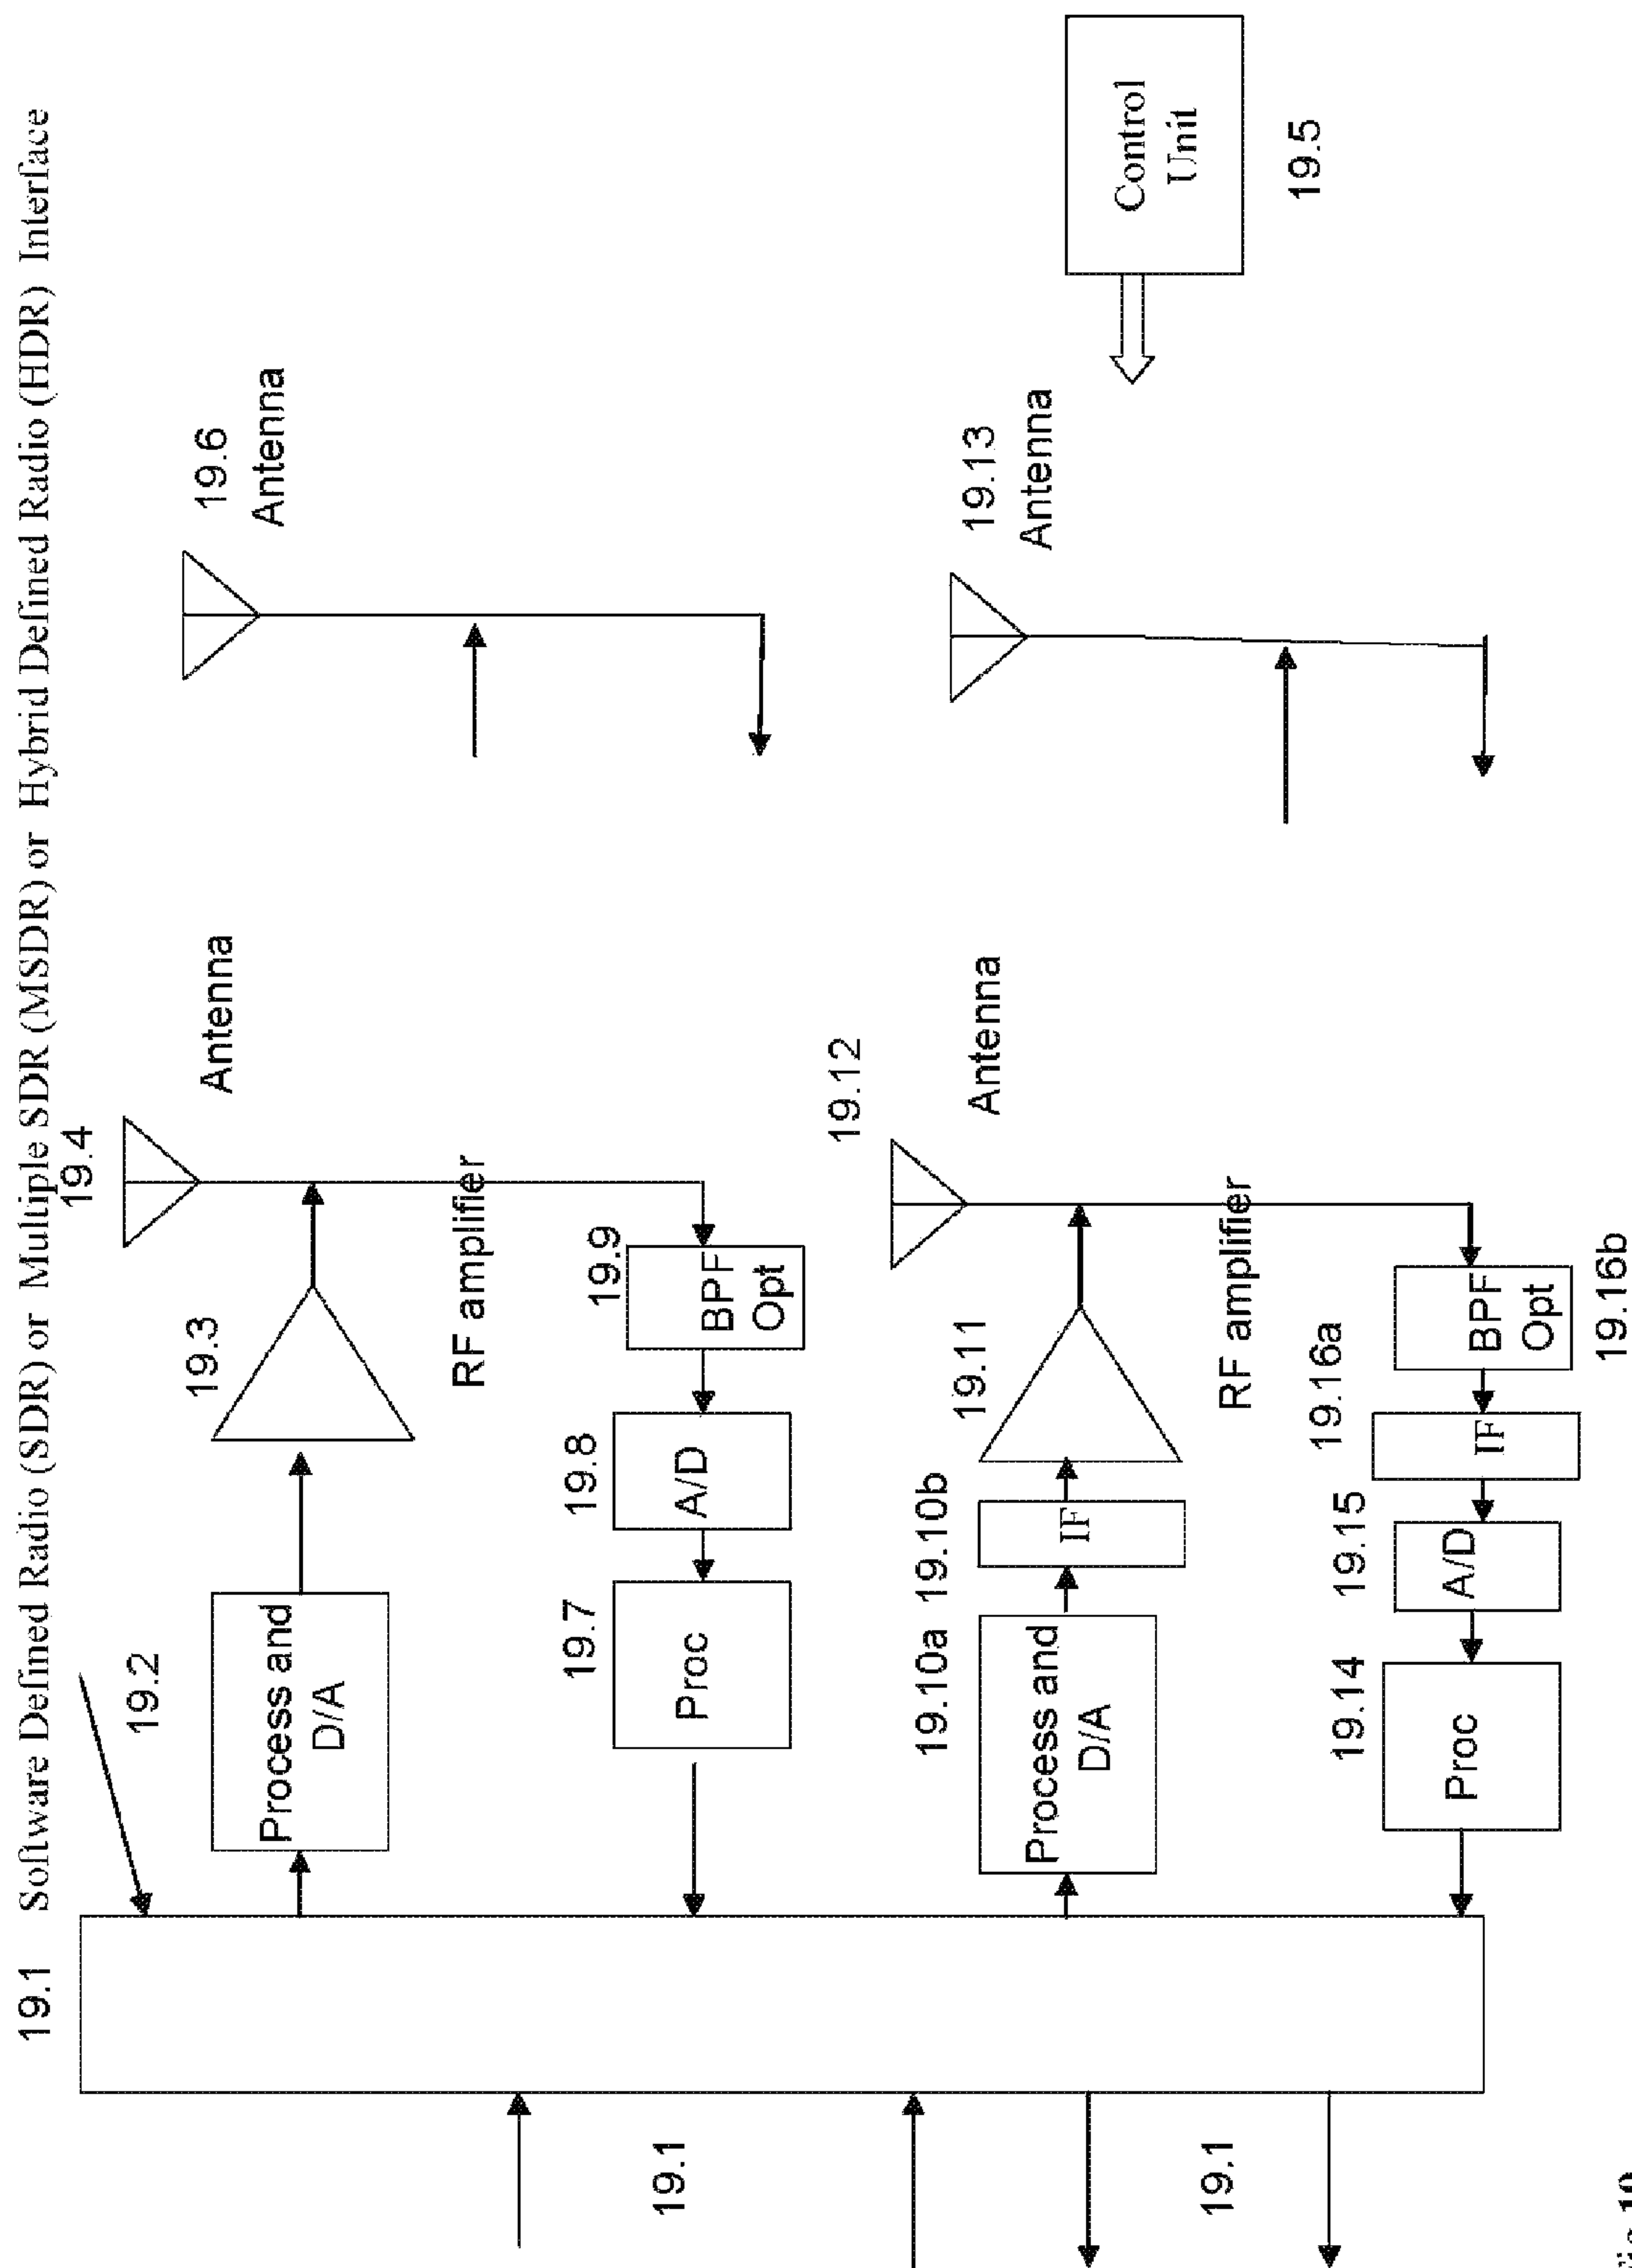 19.1 Software Defined Radio (SDR) or Multiple SDR (MSDR) or Hybrid Defined Radio (HDR) Interface
19.4
19.2
19.3
Antenna
19.6
Antenna
Process and
D/A
RF amplifier
19.7
19.8
19.9
Proc
A/D
BPF
Opt
19.1
19.12
19.10a
19.10b
19.11
Antenna
19.13
Antenna
Process and
D/A
IF
RF amplifier
Control
Unit
19.5
19.1
19.14
19.15
19.16a
Proc
A/D
IF
BPF
Opt
19.16b